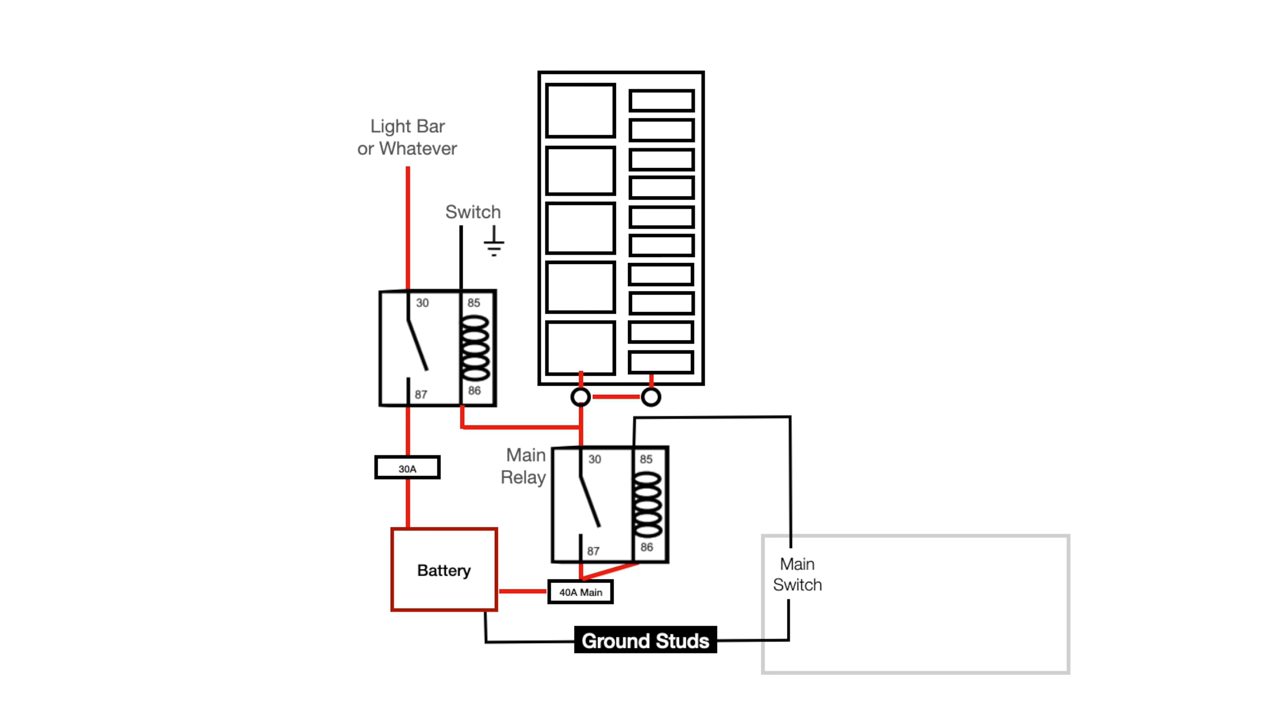 Light Bar
or Whatever
Switch
30
85
87
86
30A
Main
Relay
30
85
87
86
Battery
40A Main
Main
Switch
Ground Studs